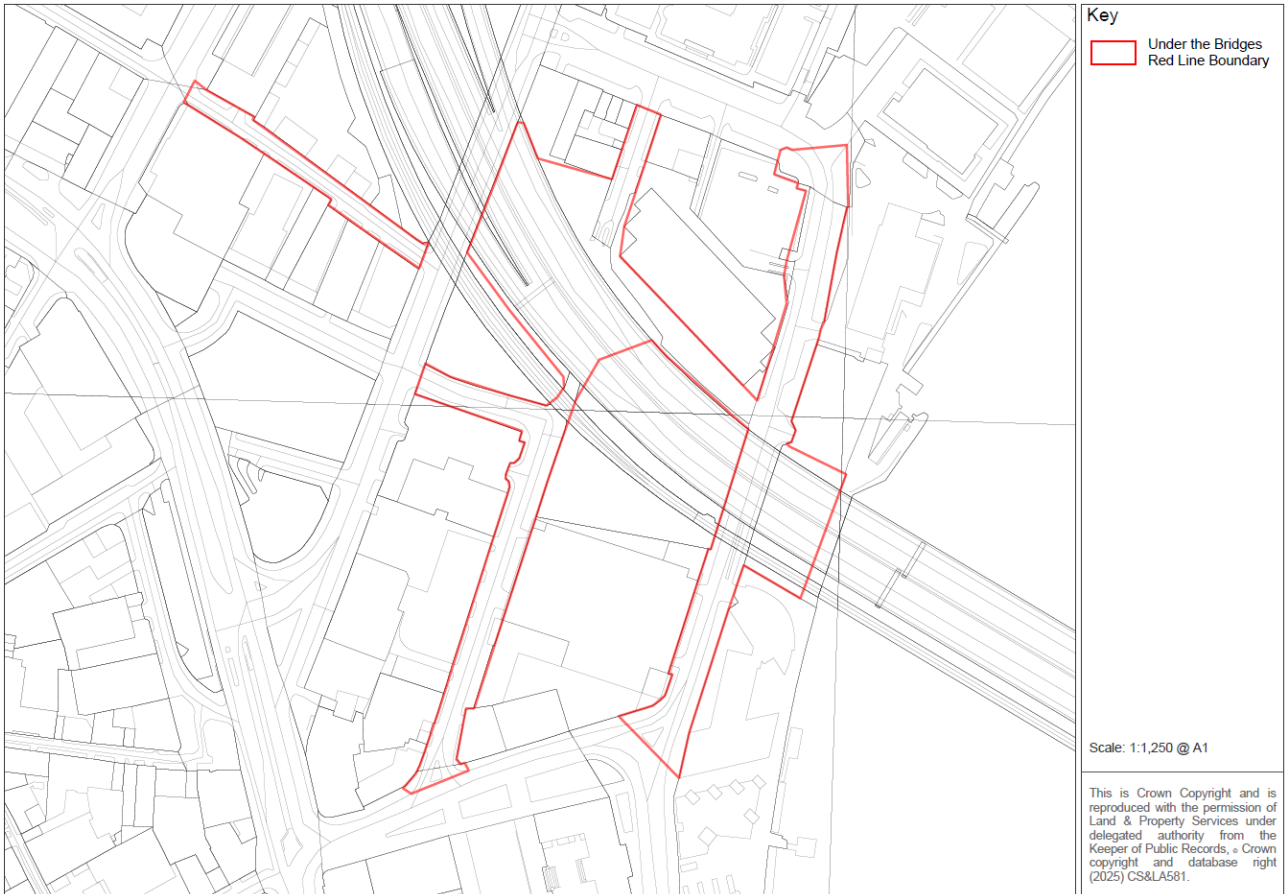 Key
Under the Bridges
Red Line Boundary
Scale: 1:1,250 @ A1
This is Crown Copyright and is
reproduced with the permission of
Land & Property Services under
delegated authority from the
Keeper of Public Records, © Crown
copyright and database right
(2025) CS&LA581.